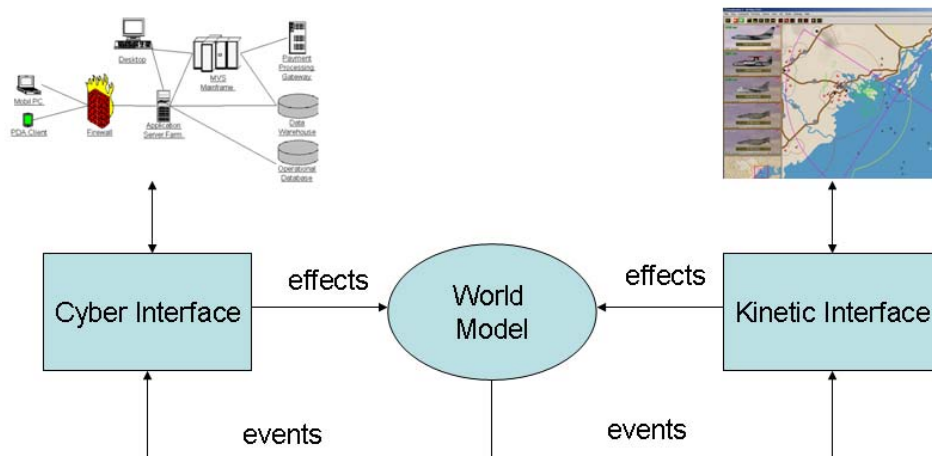 Desktop
MVS
Mainframe
Payment
Processing
Gateway
Mobil PC
PDA Client
Firewall
Application
Server Farm
Data
Warehouse
Operational
Database
effects
effects
Cyber Interface
World
Model
Kinetic Interface
events
events